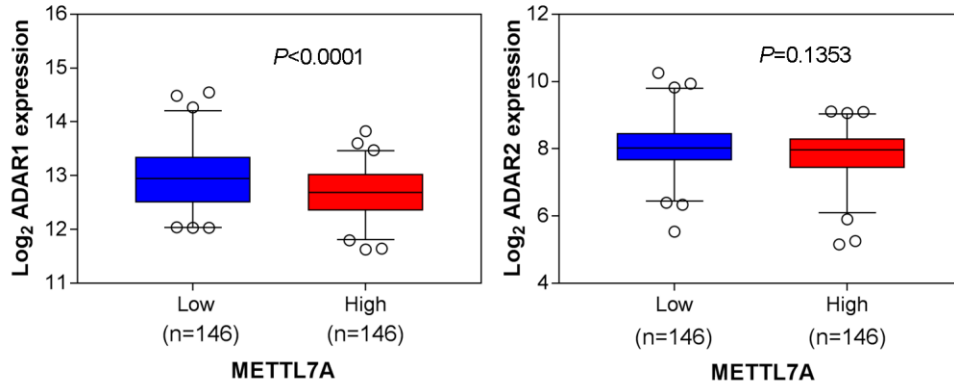 Log₂ ADAR1 expression
16
15
14
13
12
11
P<0.0001
Low
(n=146)
High
(n=146)
METTL7A
Log₂ ADAR2 expression
12
10
8
6
4
P=0.1353
Low
(n=146)
High
(n=146)
METTL7A